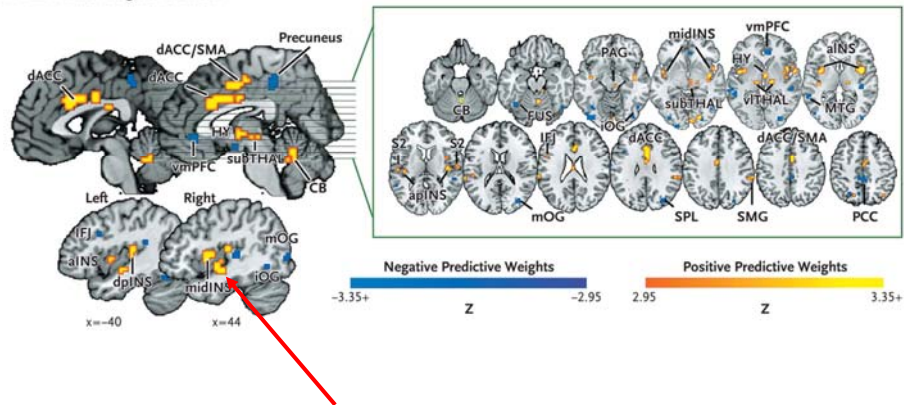 Precuneus
dACC/SMA
dACC
dACC
HY
vmPFC
subTHAL
CB
Left
Right
IFJ
aINS
dpINS
midINS
mOG
iOG
x=-40
x=44
CB
FUS
PAG
iOG
midINS
subTHAL
vmPFC
HY
vlTHAL
aINS
MTG
S2
S2
apINS
mOG
IFJ
dACC
SPL
SMG
dACC/SMA
PCC
Negative Predictive Weights
-3.35+
-2.95
Z
Positive Predictive Weights
2.95
3.35+
Z